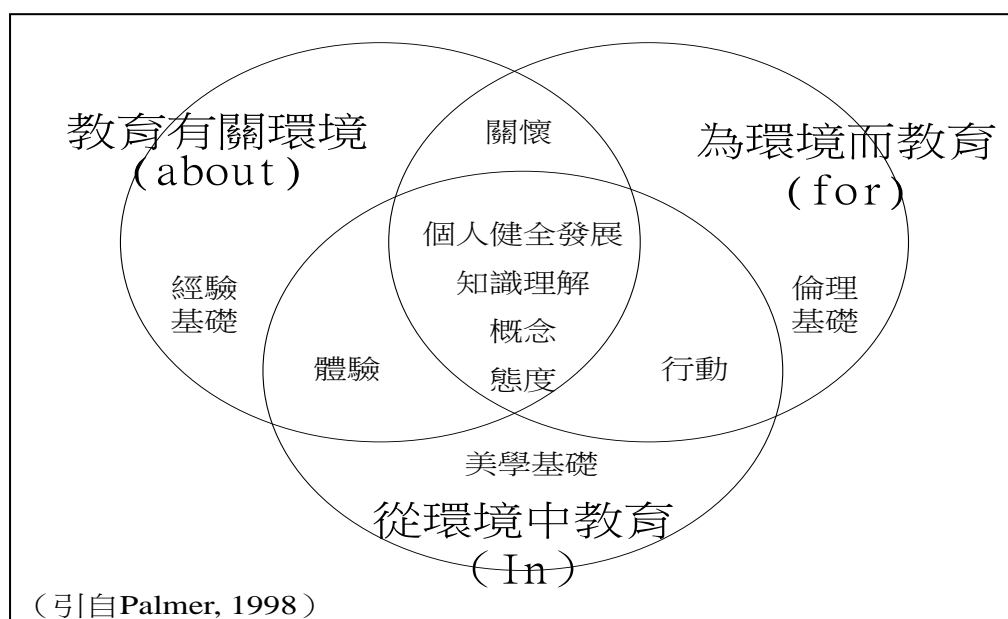 教育有關環境
(about)
關懷
為環境而教育
(for)
個人健全發展
知識理解
概念
態度
經驗
基礎
倫理
基礎
體驗
行動
美學基礎
從環境中教育
(In)
(引自Palmer, 1998)